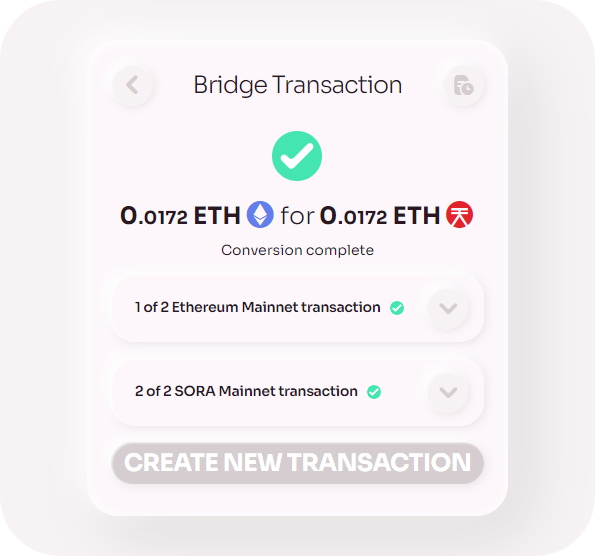 Bridge Transaction
0.0172 ETH for 0.0172 ETH
Conversion complete
1 of 2 Ethereum Mainnet transaction
2 of 2 SORA Mainnet transaction
CREATE NEW TRANSACTION